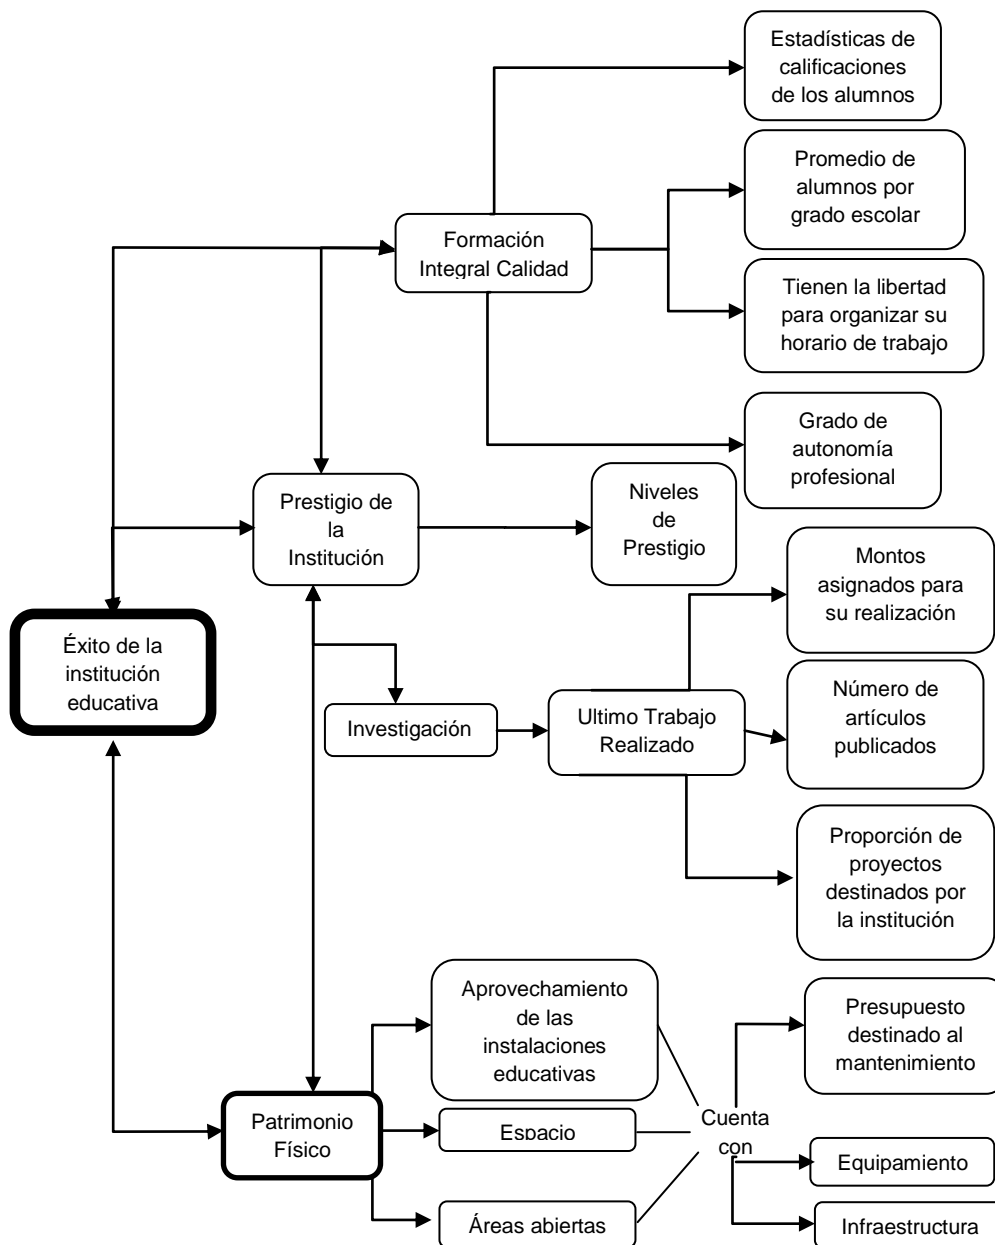 Estadísticas de
calificaciones
de los alumnos
Promedio de
alumnos por
grado escolar
Formación
Integral Calidad
Tienen la libertad
para organizar su
horario de trabajo
Grado de
autonomía
profesional
Prestigio de
la
Institución
Niveles
de
Prestigio
Montos
asignados para
su realización
Éxito de la
institución
educativa
Investigación
Ultimo Trabajo
Realizado
Número de
artículos
publicados
Proporción de
proyectos
destinados por
la institución
Aprovechamiento
de las
instalaciones
educativas
Presupuesto
destinado al
mantenimiento
Patrimonio
Físico
Espacio
Cuenta
con
Equipamiento
Áreas abiertas
Infraestructura